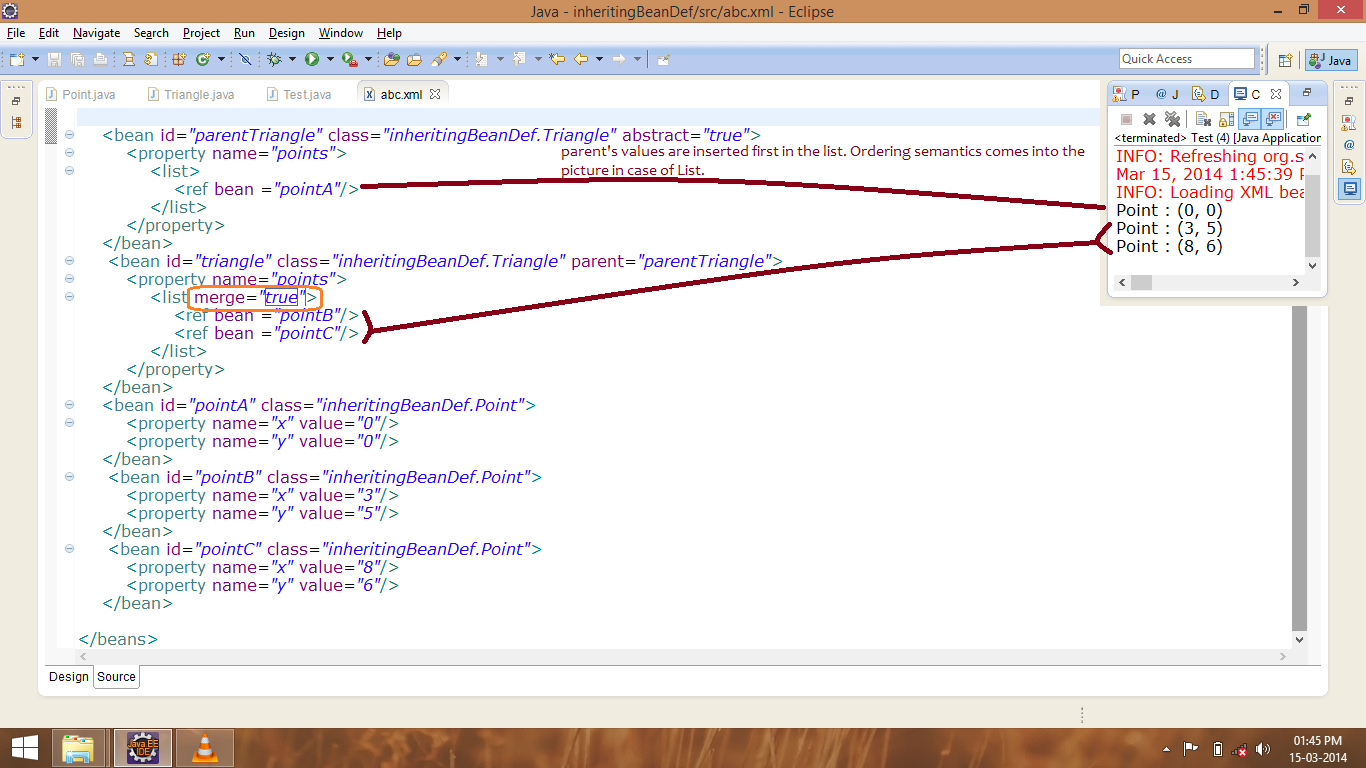 Java - inheritingBeanDef/src/abc.xml - Eclipse
File Edit Navigate Search Project Run Design Window Help
Quick Access
Java
Point.java Triangle.java Test.java abc.xml
P @ J D C
<bean id="parentTriangle" class="inheritingBeanDef.Triangle" abstract="true">
<property name="points">
<list>
<ref bean ="pointA"/>
</list>
</property>
</bean>
<bean id="triangle" class="inheritingBeanDef.Triangle" parent="parentTriangle">
<property name="points">
<list merge="true">
<ref bean ="pointB"/>
<ref bean ="pointC"/>
</list>
</property>
</bean>
<bean id="pointA" class="inheritingBeanDef.Point">
<property name="x" value="0"/>
<property name="y" value="0"/>
</bean>
<bean id="pointB" class="inheritingBeanDef.Point">
<property name="x" value="3"/>
<property name="y" value="5"/>
</bean>
<bean id="pointC" class="inheritingBeanDef.Point">
<property name="x" value="8"/>
<property name="y" value="6"/>
</bean>
</beans>
parent's values are inserted first in the list. Ordering semantics comes into the
picture in case of List.
<terminated> Test (4) [Java Application
INFO: Refreshing org.s
Mar 15, 2014 1:45:39 P
INFO: Loading XML bea
Point : (0, 0)
Point : (3, 5)
Point : (8, 6)
Design Source
Java EE
IDE
01:45 PM
15-03-2014